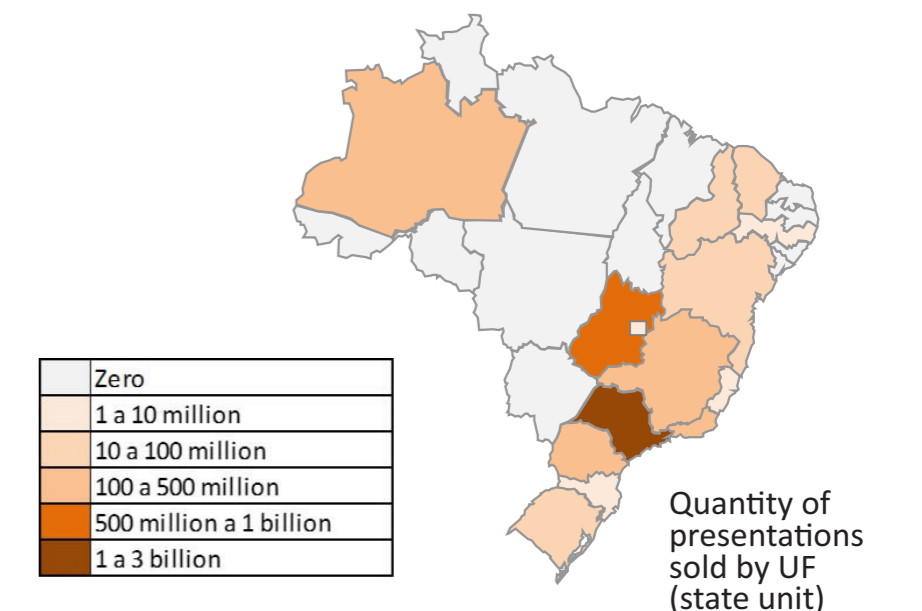 Zero
1 a 10 million
10 a 100 million
100 a 500 million
500 million a 1 billion
1 a 3 billion
Quantity of
presentations
sold by UF
(state unit)